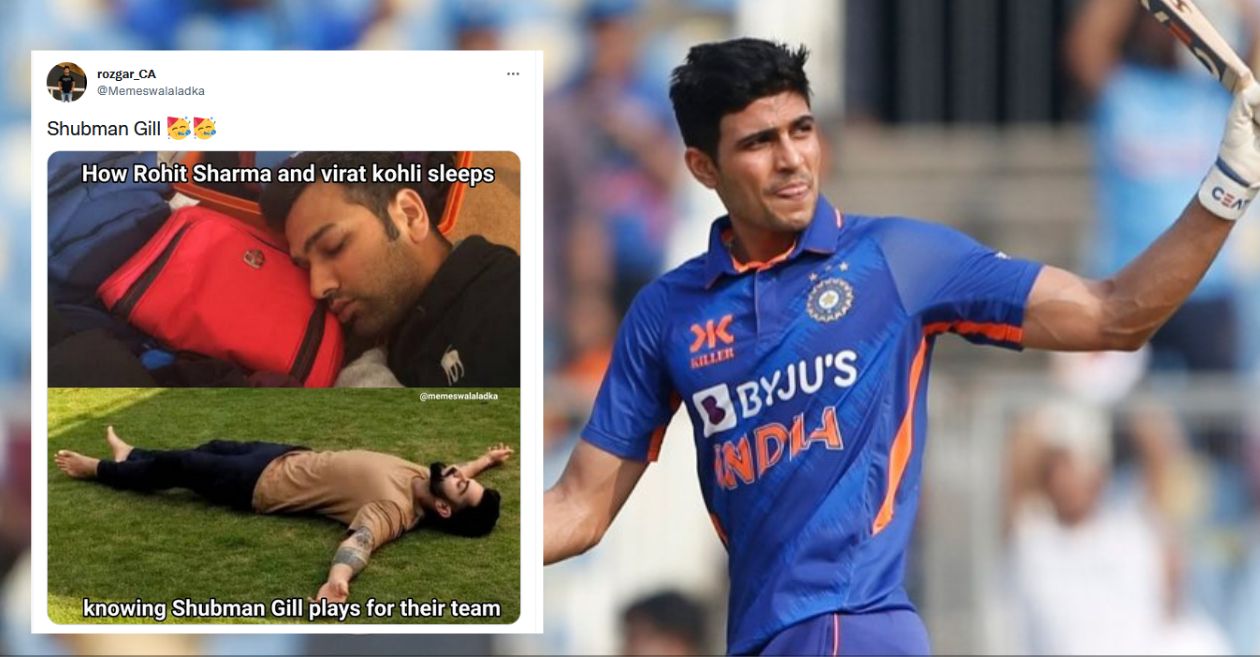 rozgar_CA
@Memeswalaladka
Shubman Gill 🥳🥳
How Rohit Sharma and virat kohli sleeps
@memeswalaladka
knowing Shubman Gill plays for their team
KILLER
BYJU'S
INDIA
CEAT